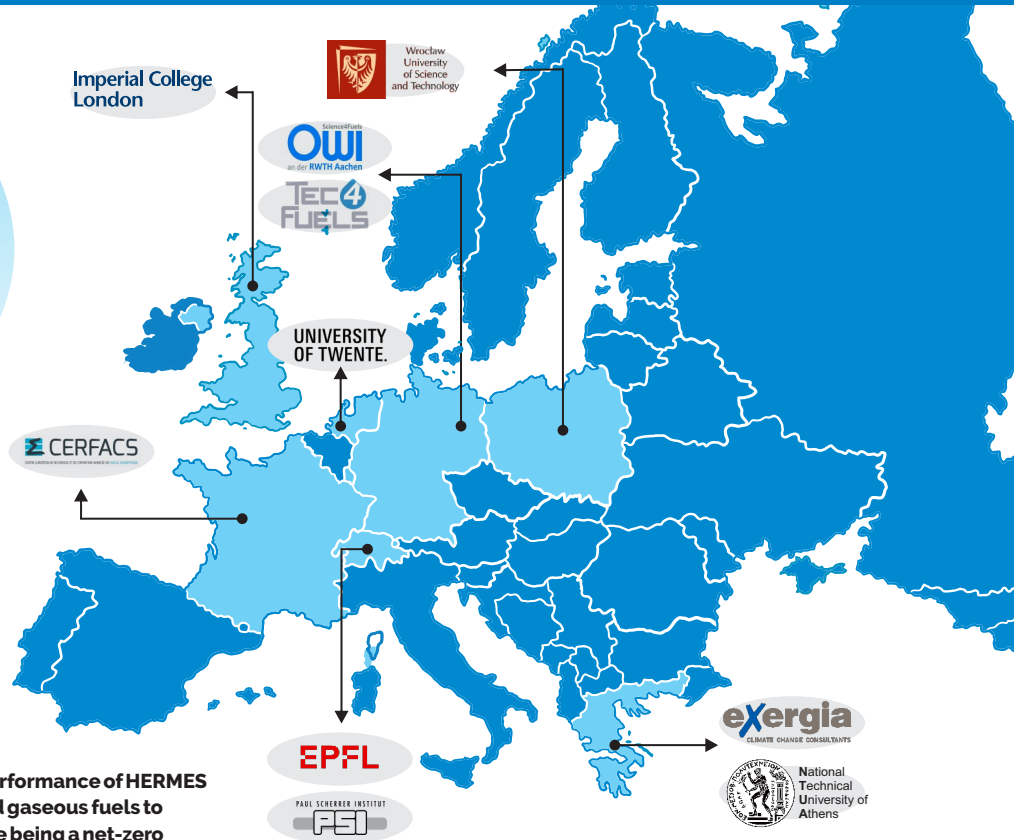 Imperial College
London
Wrocław
University
of Science
and Technology
Science4Fuels
OWI
an der RWTH Aachen
TEC4
FUELS
UNIVERSITY
OF TWENTE.
CERFACS
EPFL
PAUL SCHERRER INSTITUT
PSI
eXergia
CLIMATE CHANGE CONSULTANTS
National
Technical
University of
Athens
erformance of HERMES
d gaseous fuels to
e being a net-zero